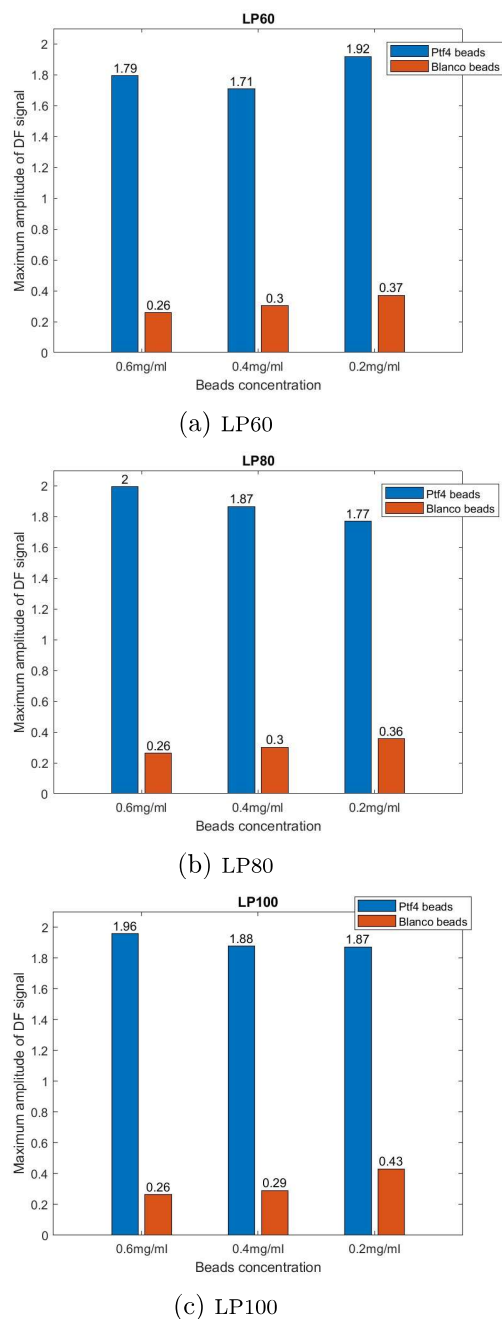 LP60
Maximum amplitude of DF signal
2
1.8
1.6
1.4
1.2
1
0.8
0.6
0.4
0.2
0
1.79
0.26
1.71
0.3
1.92
0.37
Ptf4 beads
Blanco beads
0.6mg/ml 0.4mg/ml 0.2mg/ml
Beads concentration
(a) LP60
LP80
Maximum amplitude of DF signal
2
1.8
1.6
1.4
1.2
1
0.8
0.6
0.4
0.2
0
2
0.26
1.87
0.3
1.77
0.36
Ptf4 beads
Blanco beads
0.6mg/ml 0.4mg/ml 0.2mg/ml
Beads concentration
(b) LP80
LP100
Maximum amplitude of DF signal
2
1.8
1.6
1.4
1.2
1
0.8
0.6
0.4
0.2
0
1.96
0.26
1.88
0.29
1.87
0.43
Ptf4 beads
Blanco beads
0.6mg/ml 0.4mg/ml 0.2mg/ml
Beads concentration
(c) LP100